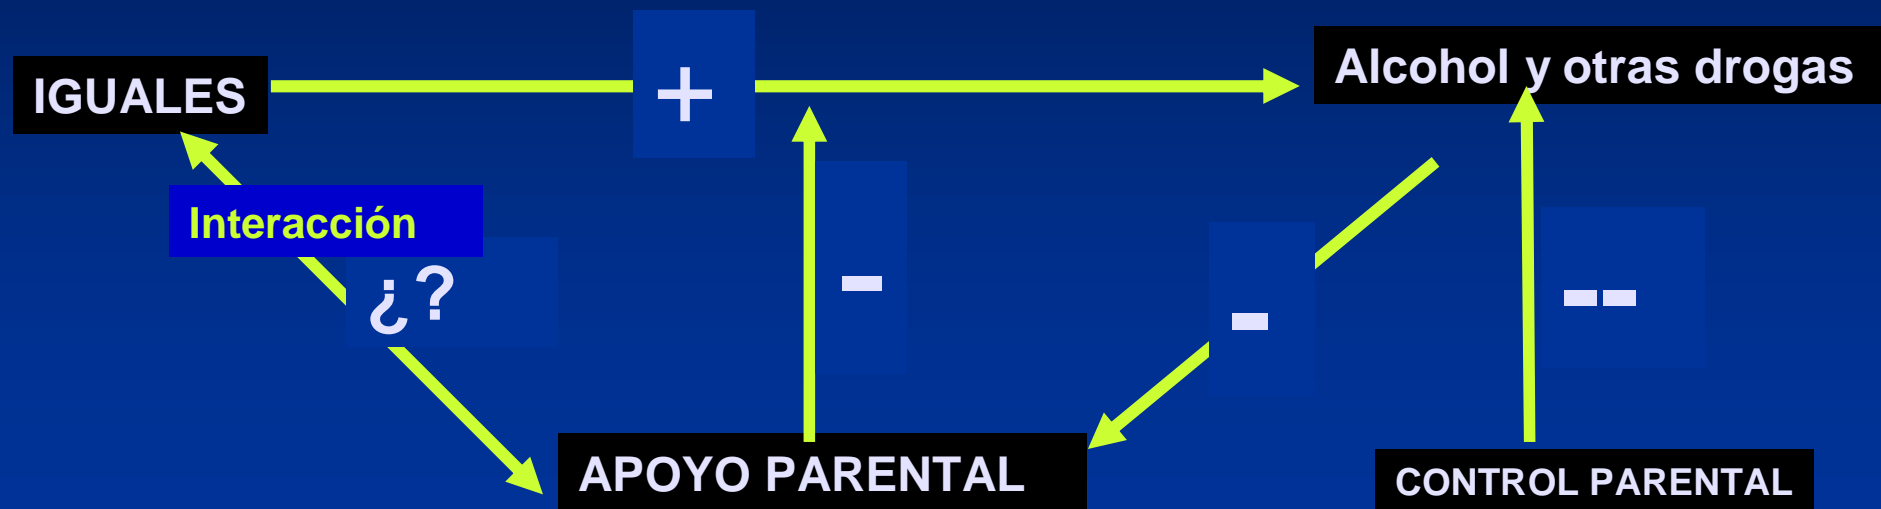 IGUALES
+
Alcohol y otras drogas
Interacción
¿?
-
-
--
APOYO PARENTAL
CONTROL PARENTAL